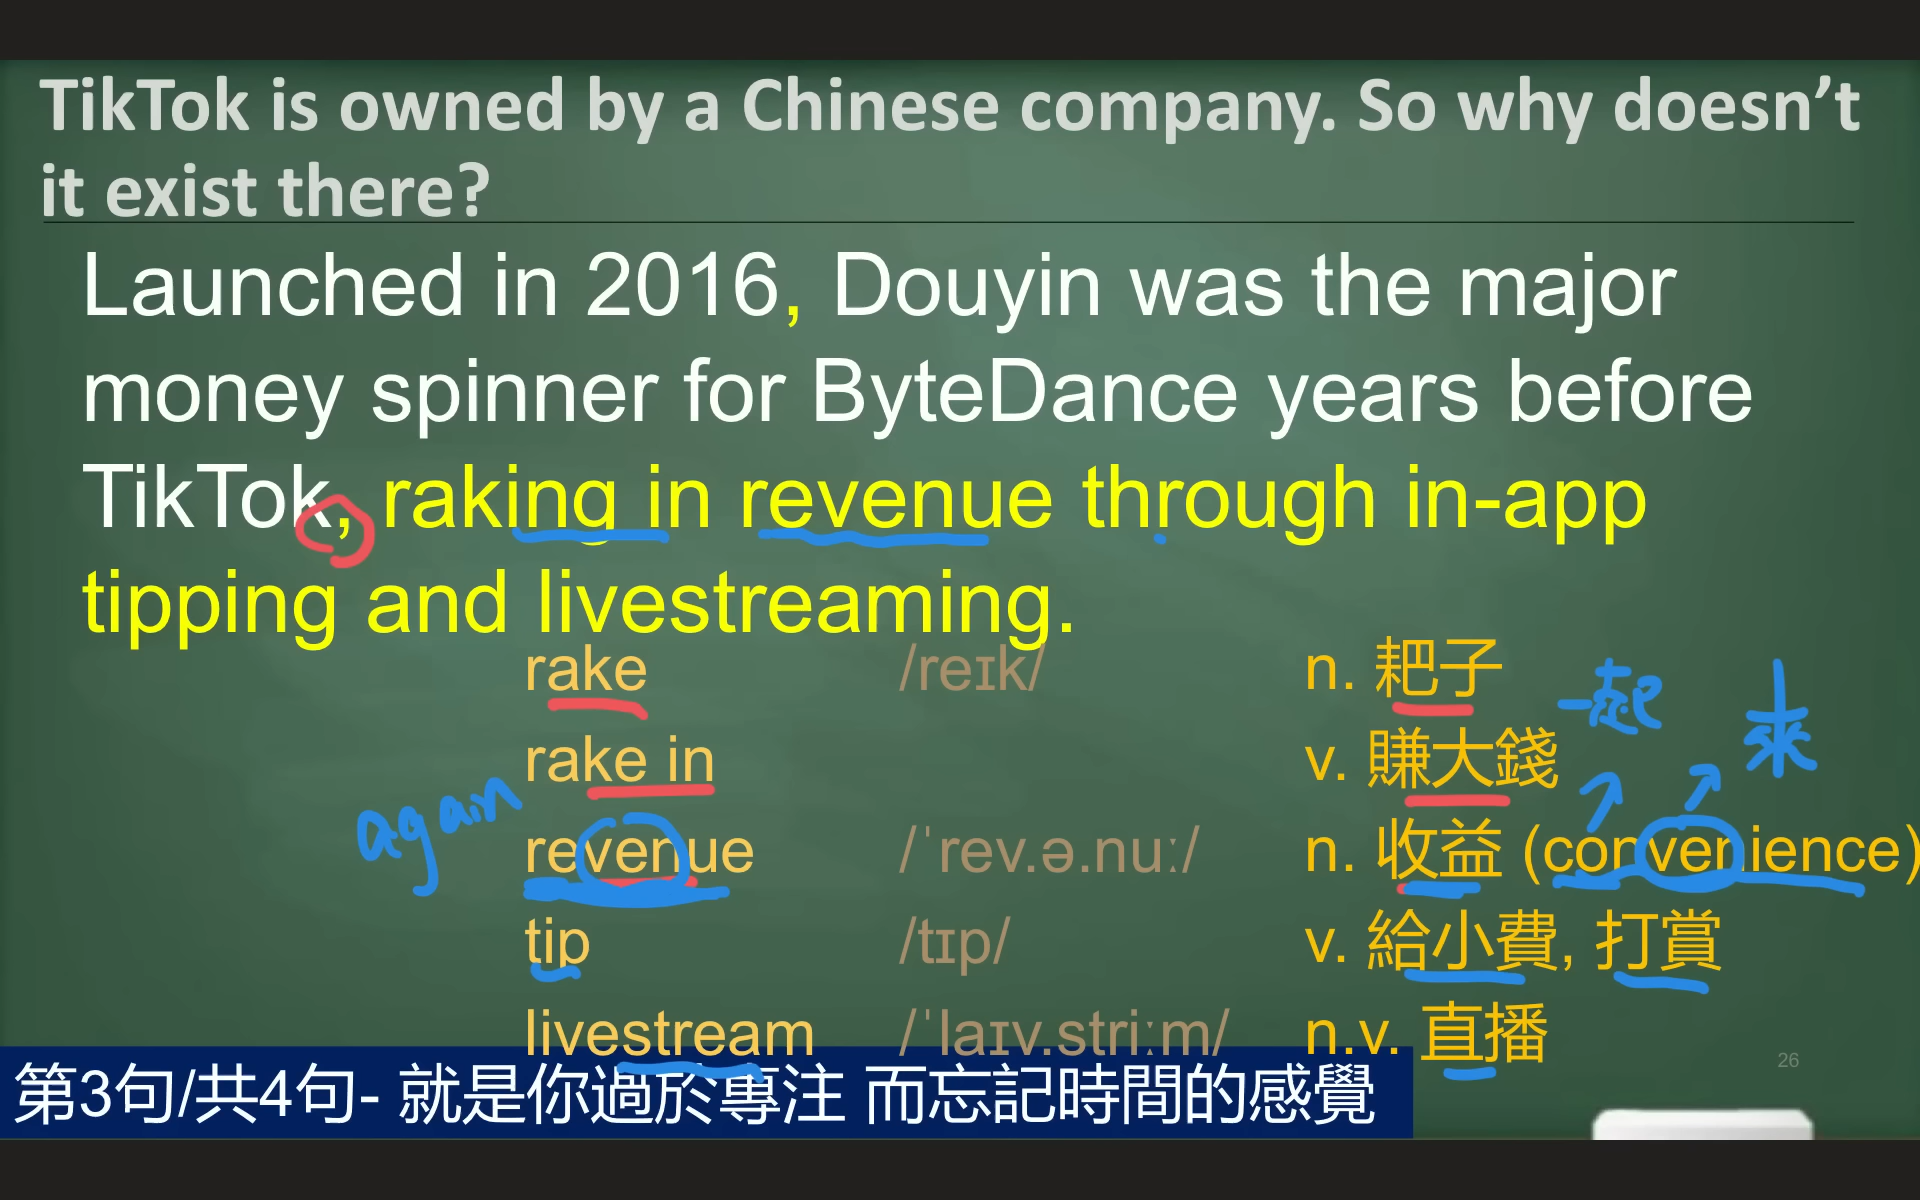 TikTok is owned by a Chinese company. So why doesn’t
it exist there?
Launched in 2016, Douyin was the major
money spinner for ByteDance years before
TikTok, raking in revenue through in-app
tipping and livestreaming.
rake /reɪk/ n. 耙子
一起 來
rake in v. 賺大錢
again
revenue /ˈrev.ə.nuː/ n. 收益 (convenience)
tip /tɪp/ v. 給小費, 打賞
livestream /ˈlaɪv.striːm/ n.v. 直播
26
第3句/共4句- 就是你過於專注 而忘記時間的感覺